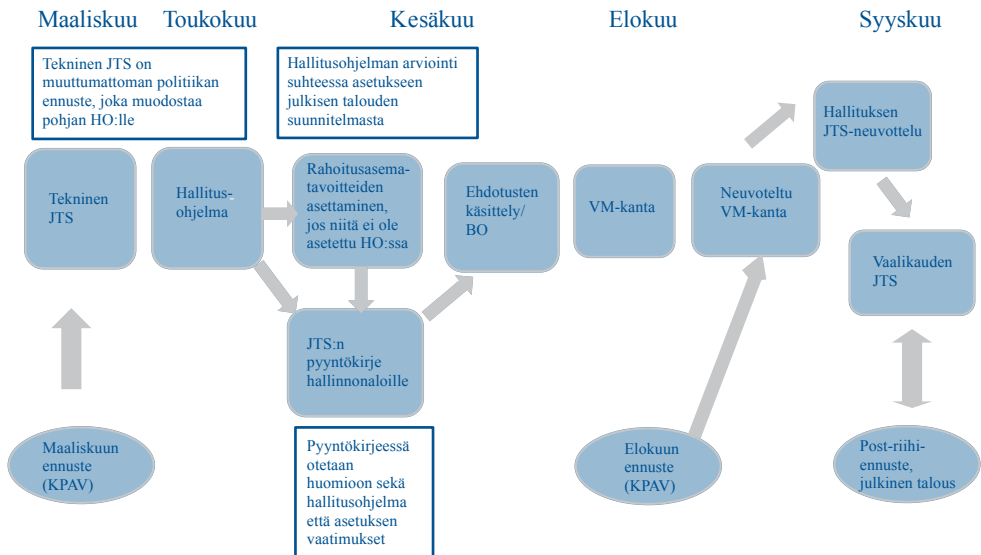 Maaliskuu
Toukokuu
Kesäkuu
Elokuu
Syyskuu
Tekninen JTS on
muuttumattoman politiikan
ennuste, joka muodostaa
pohjan HO:lle
Hallitusohjelman arviointi
suhteessa asetukseen
julkisen talouden
suunnitelmasta
Hallituksen
JTS-neuvottelu
Tekninen
JTS
Hallitus-
ohjelma
Rahoitusasema-
tavoitteiden
asettaminen,
jos niitä ei ole
asetettu HO:ssa
Ehdotusten
käsittely/
BO
VM-kanta
Neuvoteltu
VM-kanta
Vaalikauden
JTS
JTS:n
pyyntökirje
hallinnonaloille
Maaliskuun
ennuste
(KPAV)
Pyyntökirjeessä
otetaan
huomioon sekä
hallitusohjelma
että asetuksen
vaatimukset
Elokuun
ennuste
(KPAV)
Post-riihi-
ennuste,
julkinen talous